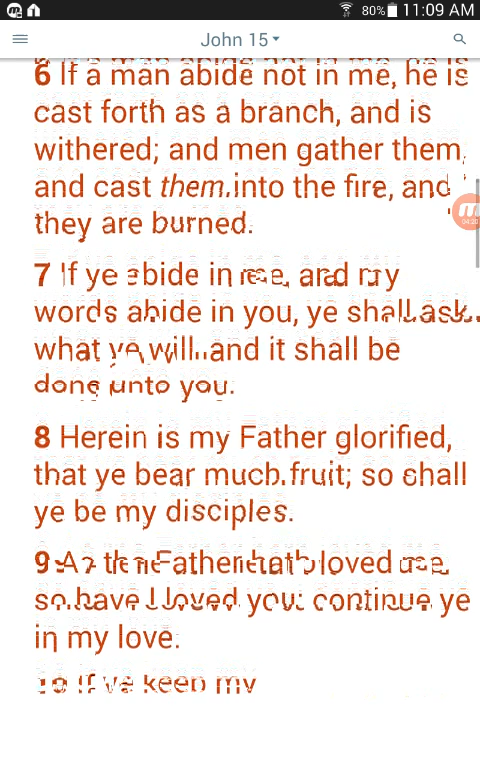 80% 11:09 AM
John 15
6 If a man abide not in me, he is
cast forth as a branch, and is
withered; and men gather them,
and cast them into the fire, and
they are burned.
7 If ye abide in me, and my
words abide in you, ye shall ask
what ye will, and it shall be
done unto you.
8 Herein is my Father glorified,
that ye bear much fruit; so shall
ye be my disciples.
9 As the Father hath loved me,
so have I loved you: continue ye
in my love.
10 If ye keep my